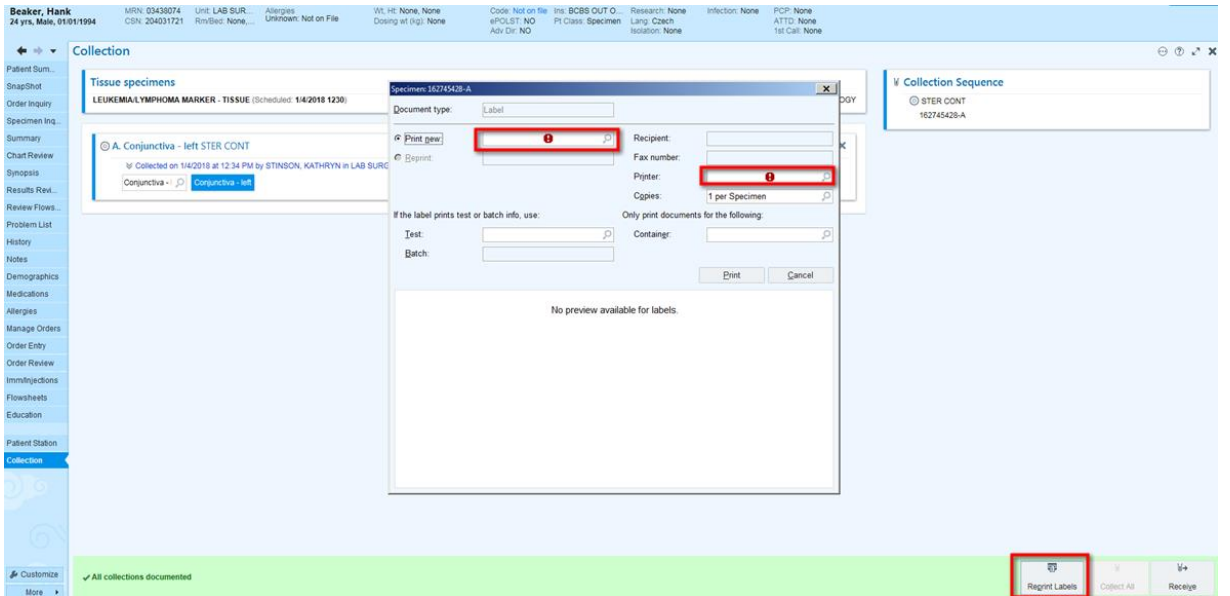 Beaker, Hank
24 yrs, Male, 01/01/1994
MRN: 03438074 Unit: LAB SUR... Allergies
CSN: 204031721 Rm/Bed: None,... Unknown: Not on File
Wt, Ht: None, None
Dosing wt (kg): None
Code: Not on file Ins: BCBS OUT O... Research: None Infection: None PCP: None
ePOLST: NO Pt Class: Specimen Lang: Czech ATTD: None
Adv Dir: NO Isolation: None 1st Call: None
Collection
Patient Sum...
SnapShot
Order Inquiry
Specimen Inq...
Summary
Chart Review
Synopsis
Results Revi...
Review Flows...
Problem List
History
Notes
Demographics
Medications
Allergies
Manage Orders
Order Entry
Order Review
Imm/Injections
Flowsheets
Education
Patient Station
Collection
Customize
More
Tissue specimens
LEUKEMIA/LYMPHOMA MARKER - TISSUE (Scheduled: 1/4/2018 1230)
OGY
A. Conjunctiva - left STER CONT
Collected on 1/4/2018 at 12:34 PM by STINSON, KATHRYN in LAB SURG
Conjunctiva - l Conjunctiva - left
Specimen: 162745428-A
Document type: Label
Print new:
Reprint:
Recipient:
Fax number:
Printer:
Copies: 1 per Specimen
If the label prints test or batch info, use:
Test:
Batch:
Only print documents for the following:
Container:
Print Cancel
No preview available for labels.
Collection Sequence
STER CONT
162745428-A
All collections documented
Reprint Labels Collect All Receive